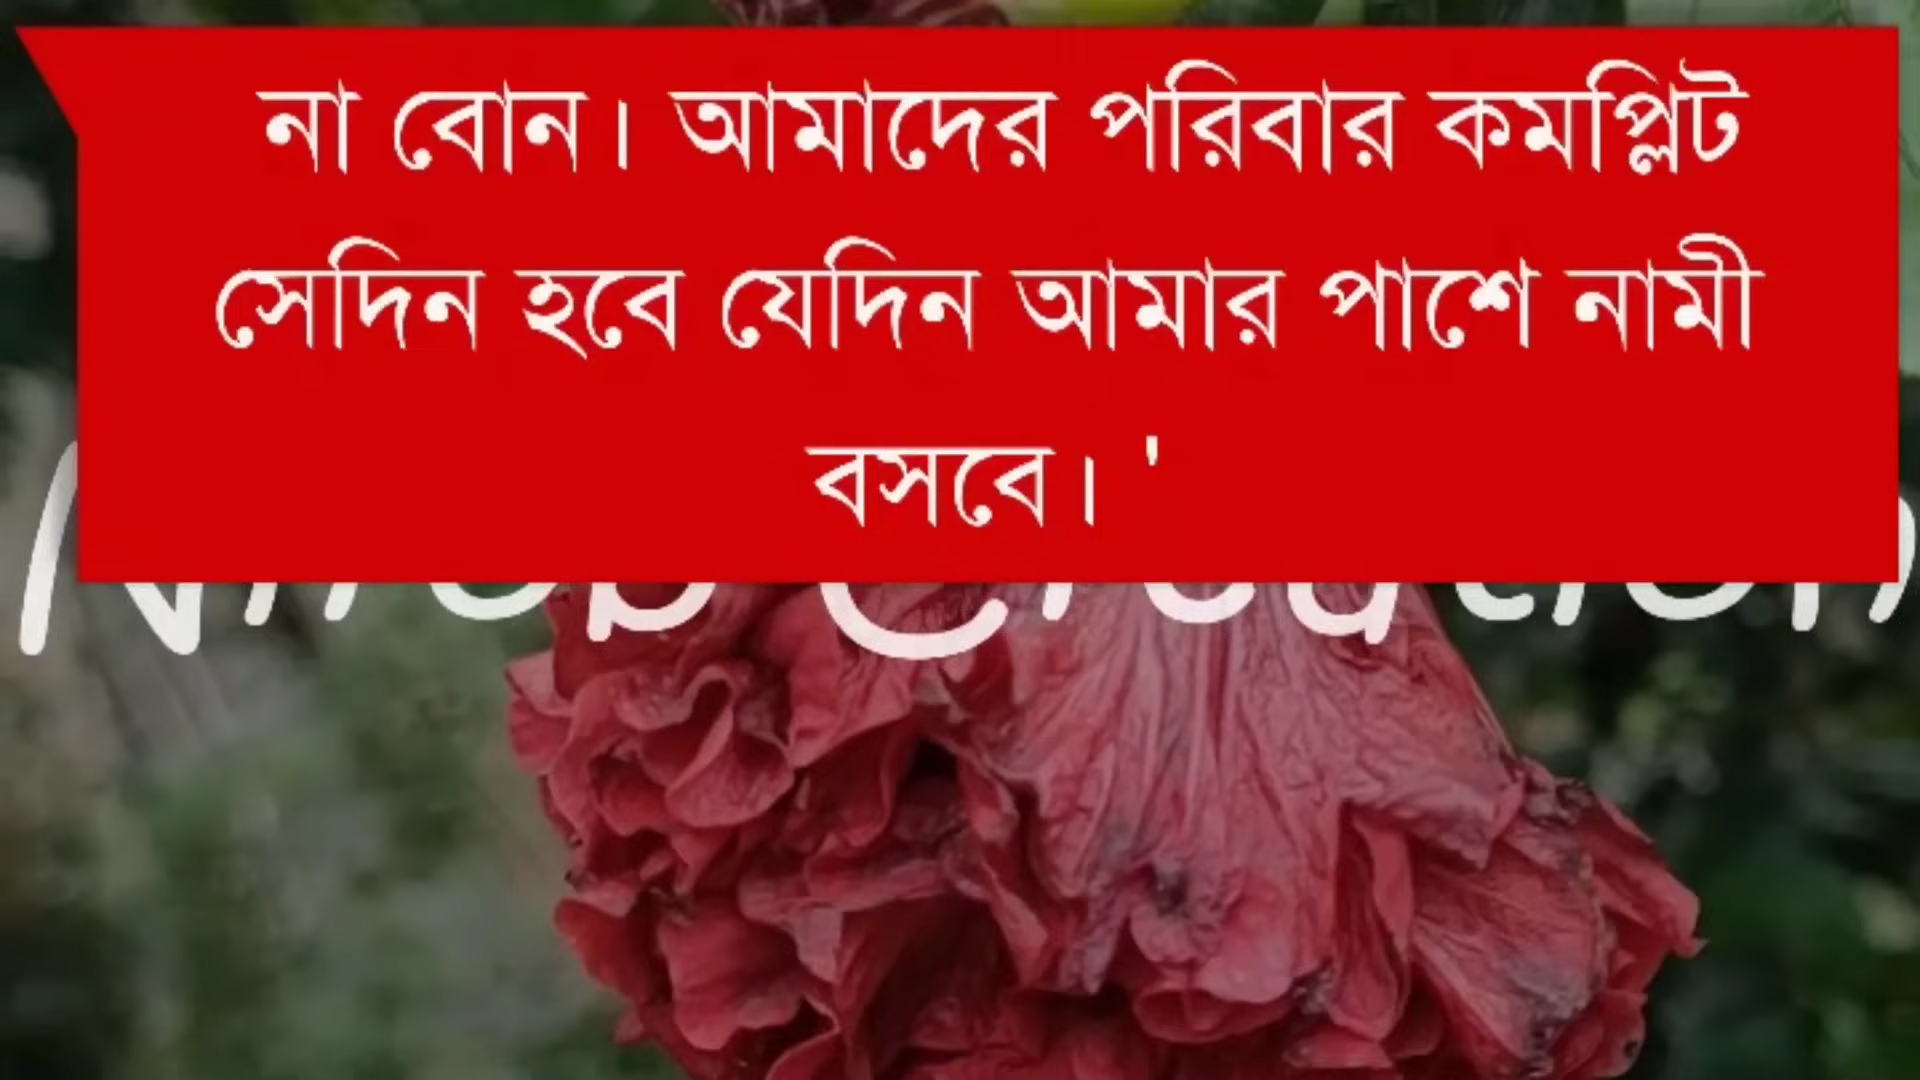 না বোন। আমাদের পরিবার কমপ্লিট
সেদিন হবে যেদিন আমার পাশে নামী
বসবে। '